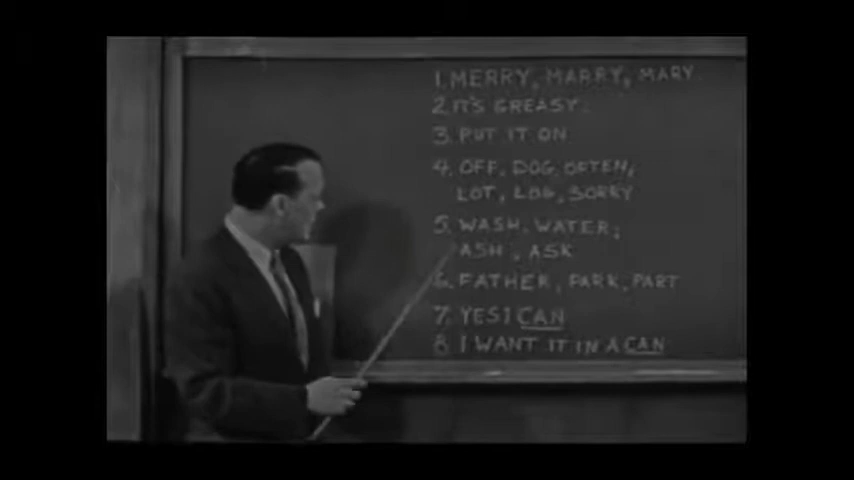 1. MERRY, MARRY, MARY
2. IT'S GREASY.
3. PUT IT ON
4. OFF, DOG, OFTEN,
LOT, LOG, SORRY
5. WASH, WATER;
ASH, ASK
6. FATHER, PARK, PART
7. YES I CAN
8. I WANT IT IN A CAN